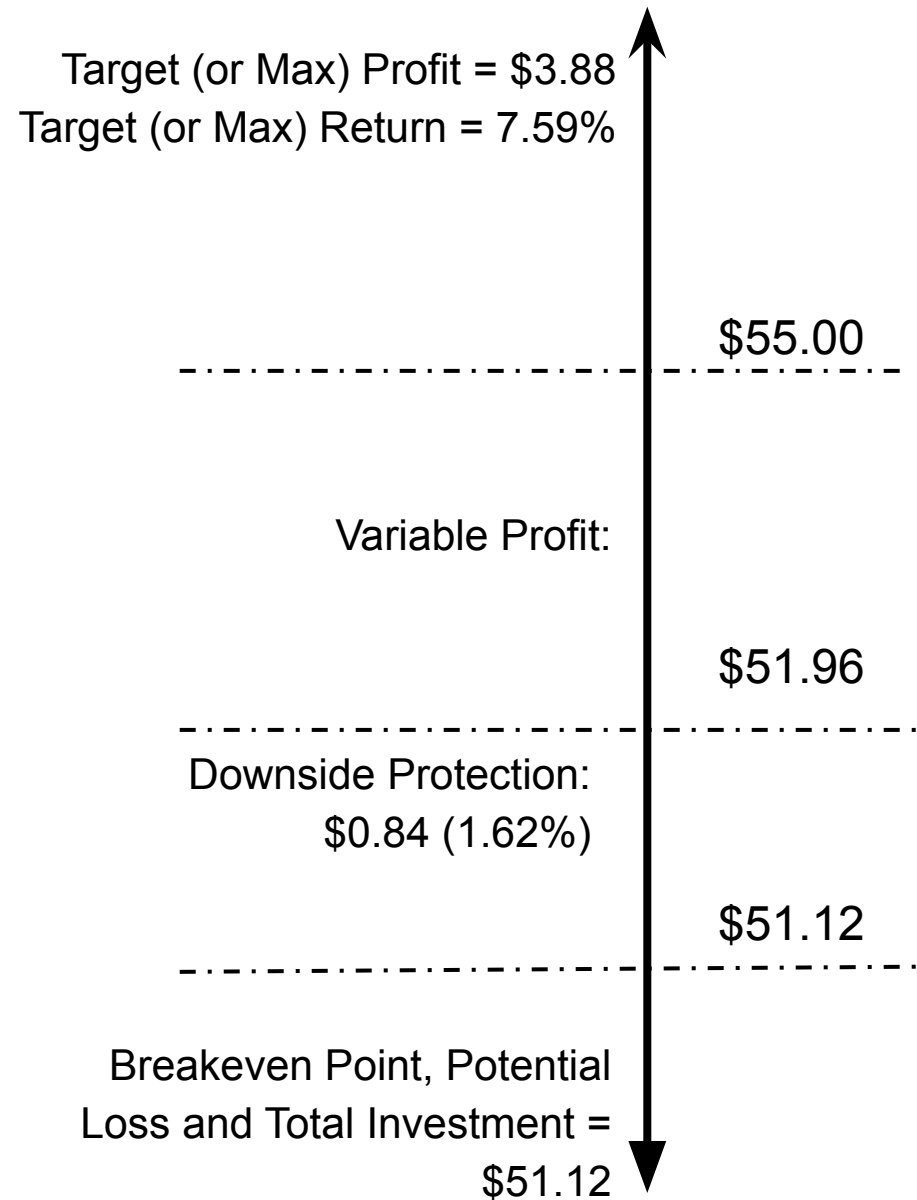 Target (or Max) Profit = $3.88
Target (or Max) Return = 7.59%
$55.00
Variable Profit:
$51.96
Downside Protection:
$0.84 (1.62%)
$51.12
Breakeven Point, Potential
Loss and Total Investment =
$51.12